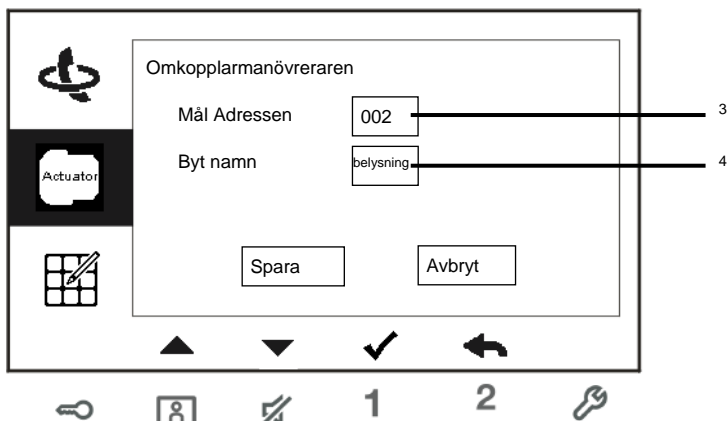 Omkopplarmanövreraren
Mål Adressen 002 3
Byt namn belysning 4
Actuator
Spara Avbryt
1 2